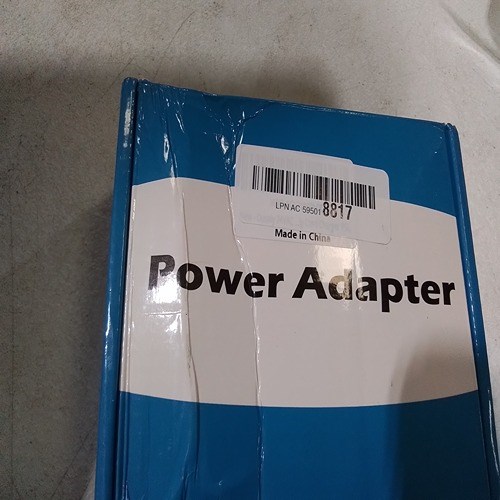 LPN AC 59501 8817
Made in China
Power Adapter